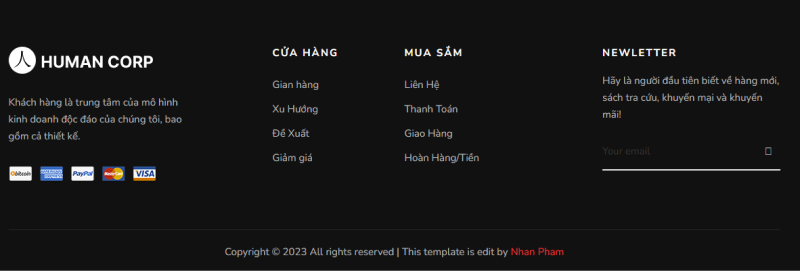 HUMAN CORP
Khách hàng là trung tâm của mô hình
kinh doanh độc đáo của chúng tôi, bao
gồm cả thiết kế.
bitcoin
AMERICAN EXPRESS
PayPal
MasterCard
VISA
CỬA HÀNG
Gian hàng
Xu Hướng
Đề Xuất
Giảm giá
MUA SẮM
Liên Hệ
Thanh Toán
Giao Hàng
Hoàn Hàng/Tiền
NEWLETTER
Hãy là người đầu tiên biết về hàng mới,
sách tra cứu, khuyến mại và khuyến
mãi!
Your email
Copyright © 2023 All rights reserved | This template is edit by Nhan Pham